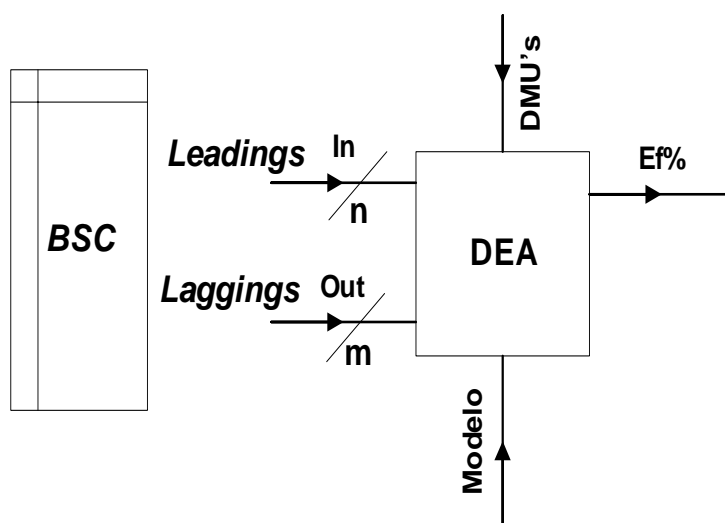 DMU's
Leadings
In
n
Ef%
BSC
DEA
Laggings
Out
m
Modelo